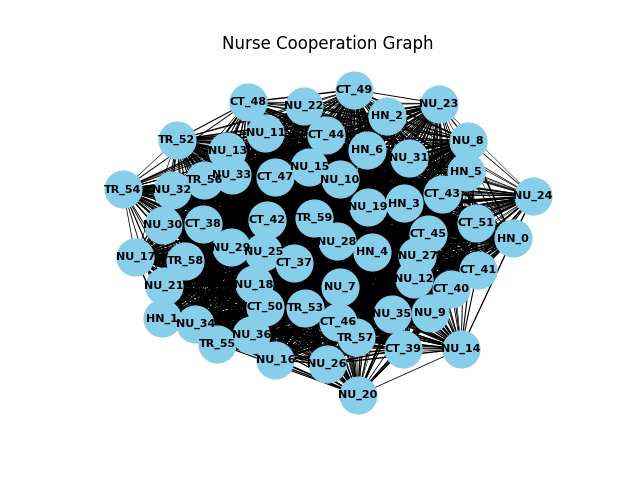 Nurse Cooperation Graph
CT_49
CT_48
NU_22
NU_23
HN_2
NU_11
CT_44
TR_52
NU_8
NU_13
HN_6
NU_31
NU_15
HN_5
NU_33
CT_47
NU_10
TR_56
TR_54
NU_32
CT_43
NU_24
HN_3
NU_19
TR_59
CT_42
CT_38
NU_30
CT_51
CT_45
HN_0
NU_28
NU_29
NU_25
HN_4
NU_27
NU_17
TR_58
CT_37
CT_41
NU_12
NU_18
NU_21
NU_7
CT_40
CT_50
TR_53
NU_35
NU_9
HN_1
NU_34
CT_46
NU_36
TR_57
TR_55
CT_39
NU_14
NU_16
NU_26
NU_20